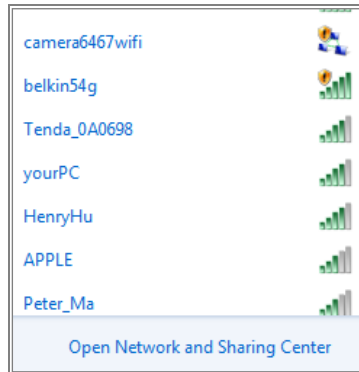 camera6467wifi
belkin54g
Tenda_0A0698
yourPC
HenryHu
APPLE
Peter_Ma
Open Network and Sharing Center